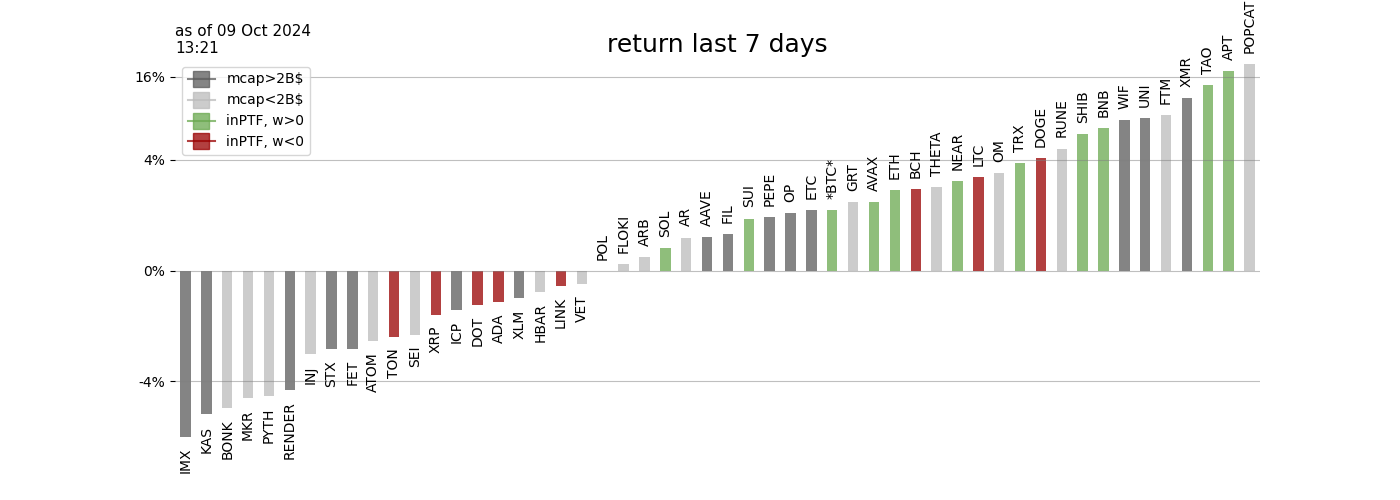 as of 09 Oct 2024
13:21
return last 7 days
mcap>2B$
mcap<2B$
inPTF, w>0
inPTF, w<0
16%
4%
0%
-4%
IMX
KAS
BONK
MKR
PYTH
RENDER
INJ
STX
FET
ATOM
TON
SEI
XRP
ICP
DOT
ADA
XLM
HBAR
LINK
VET
POL
FLOKI
ARB
SOL
AR
AAVE
FIL
SUI
PEPE
OP
ETC
*BTC*
GRT
AVAX
ETH
BCH
THETA
NEAR
LTC
OM
TRX
DOGE
RUNE
SHIB
BNB
WIF
UNI
FTM
XMR
TAO
APT
POPCAT